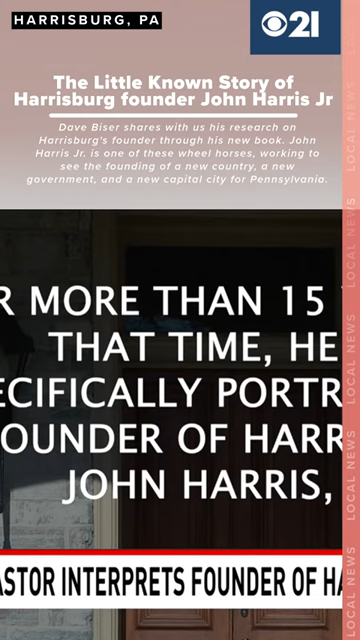 HARRISBURG, PA
CBS 21
The Little Known Story of
Harrisburg founder John Harris Jr
Dave Biser shares with us his research on
Harrisburg's founder through his new book. John
Harris Jr. is one of these wheel horses, working to
see the founding of a new country, a new
government, and a new capital city for Pennsylvania.
R MORE THAN 15
THAT TIME, HE
ECIFICALLY PORTR
OUNDER OF HARR
JOHN HARRIS,
ASTOR INTERPRETS FOUNDER OF HA
LOCAL NEWS
LOCAL NEWS
LOCAL NEWS
LOCAL NEWS
LOCAL NEWS